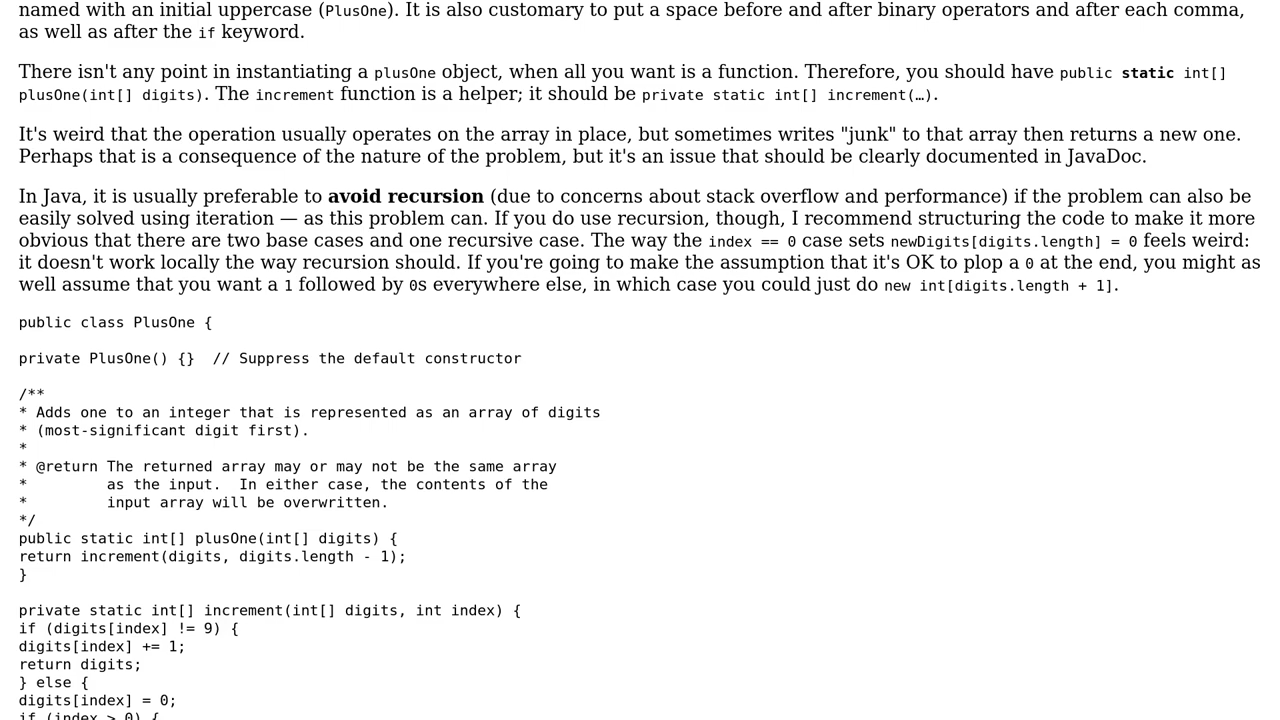 named with an initial uppercase (PlusOne). It is also customary to put a space before and after binary operators and after each comma,
as well as after the if keyword.
There isn't any point in instantiating a plusOne object, when all you want is a function. Therefore, you should have public static int[]
plusOne(int[] digits). The increment function is a helper; it should be private static int[] increment(…).
It's weird that the operation usually operates on the array in place, but sometimes writes "junk" to that array then returns a new one.
Perhaps that is a consequence of the nature of the problem, but it's an issue that should be clearly documented in JavaDoc.
In Java, it is usually preferable to avoid recursion (due to concerns about stack overflow and performance) if the problem can also be
easily solved using iteration — as this problem can. If you do use recursion, though, I recommend structuring the code to make it more
obvious that there are two base cases and one recursive case. The way the index == 0 case sets newDigits[digits.length] = 0 feels weird:
it doesn't work locally the way recursion should. If you're going to make the assumption that it's OK to plop a 0 at the end, you might as
well assume that you want a 1 followed by 0s everywhere else, in which case you could just do new int[digits.length + 1].
public class PlusOne {
private PlusOne() {}  // Suppress the default constructor
/**
* Adds one to an integer that is represented as an array of digits
* (most-significant digit first).
*
* @return The returned array may or may not be the same array
*         as the input.  In either case, the contents of the
*         input array will be overwritten.
*/
public static int[] plusOne(int[] digits) {
return increment(digits, digits.length - 1);
}
private static int[] increment(int[] digits, int index) {
if (digits[index] != 9) {
digits[index] += 1;
return digits;
} else {
digits[index] = 0;
if (index > 0) {